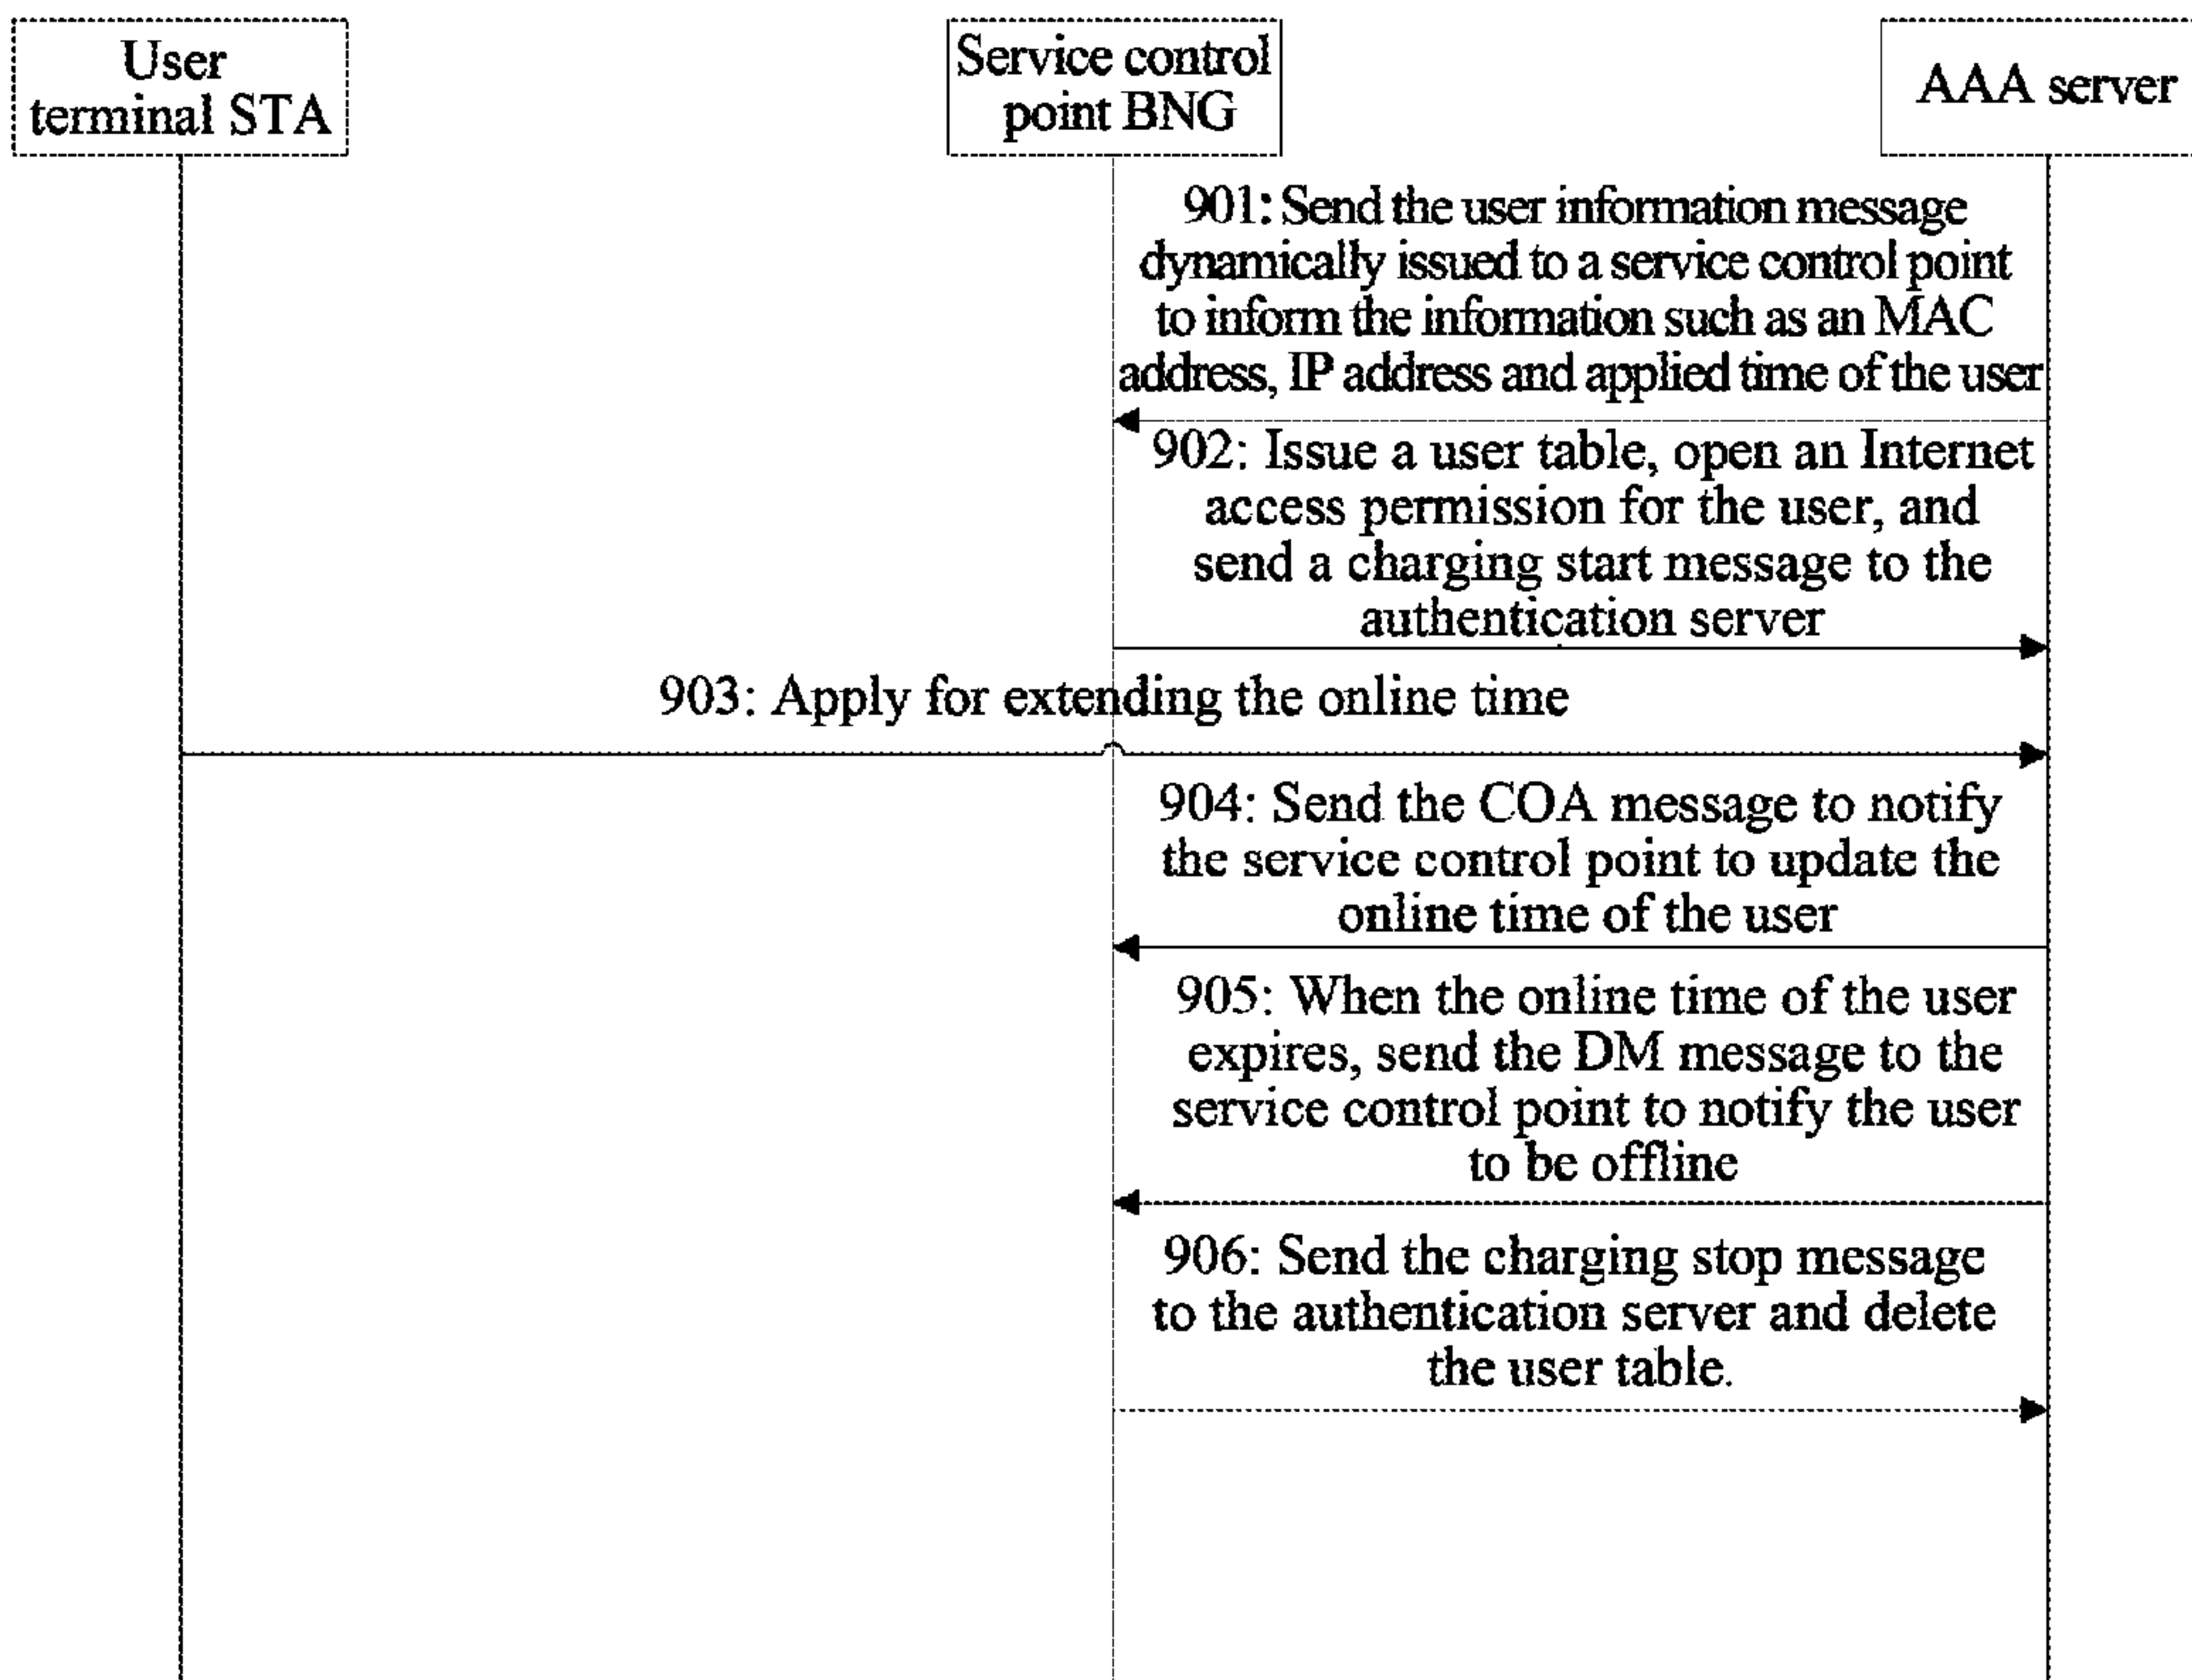 User
terminal STA
Service control
point BNG
AAA server
901: Send the user information message
dynamically issued to a service control point
to inform the information such as an MAC
address, IP address and applied time of the user
902: Issue a user table, open an Internet
access permission for the user, and
send a charging start message to the
authentication server
903: Apply for extending the online time
904: Send the COA message to notify
the service control point to update the
online time of the user
905: When the online time of the user
expires, send the DM message to the
service control point to notify the user
to be offline
906: Send the charging stop message
to the authentication server and delete
the user table.